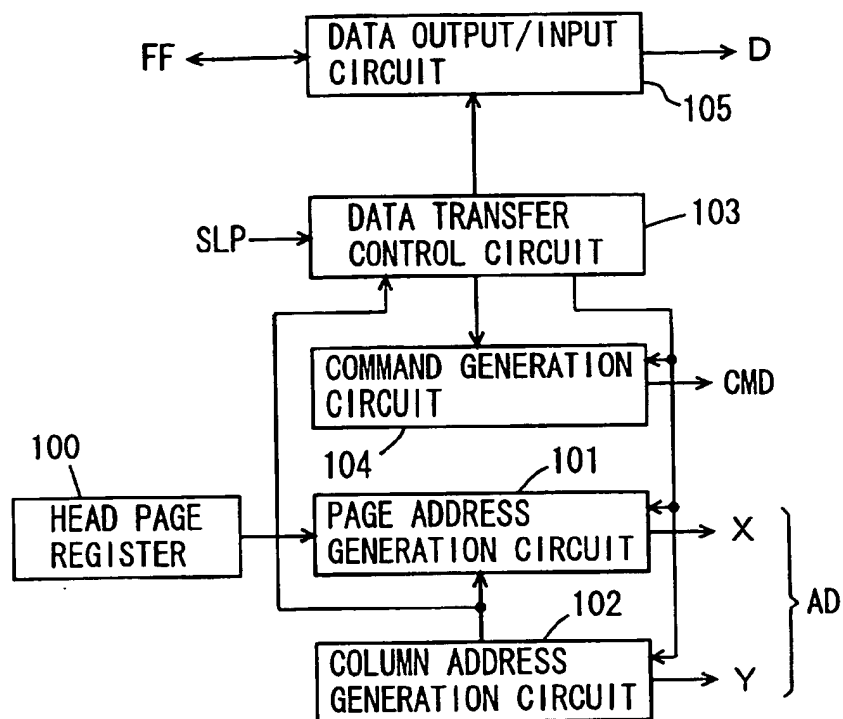 FF
DATA OUTPUT/INPUT
CIRCUIT
D
105
SLP
DATA TRANSFER
CONTROL CIRCUIT
103
COMMAND GENERATION
CIRCUIT
CMD
104
100
101
HEAD PAGE
REGISTER
PAGE ADDRESS
GENERATION CIRCUIT
X
102
AD
COLUMN ADDRESS
GENERATION CIRCUIT
Y